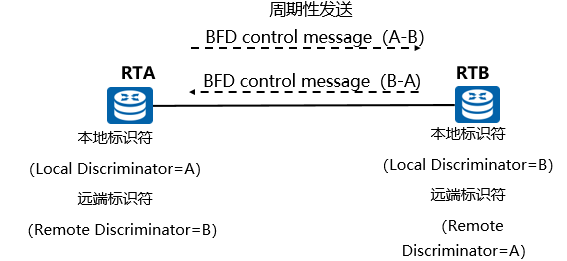 周期性发送
BFD control message  (A-B)
BFD control message  (B-A)
RTA
RTB
本地标识符
(Local Discriminator=A)
远端标识符
(Remote Discriminator=B)
本地标识符
(Local Discriminator=B)
远端标识符
(Remote
Discriminator=A)